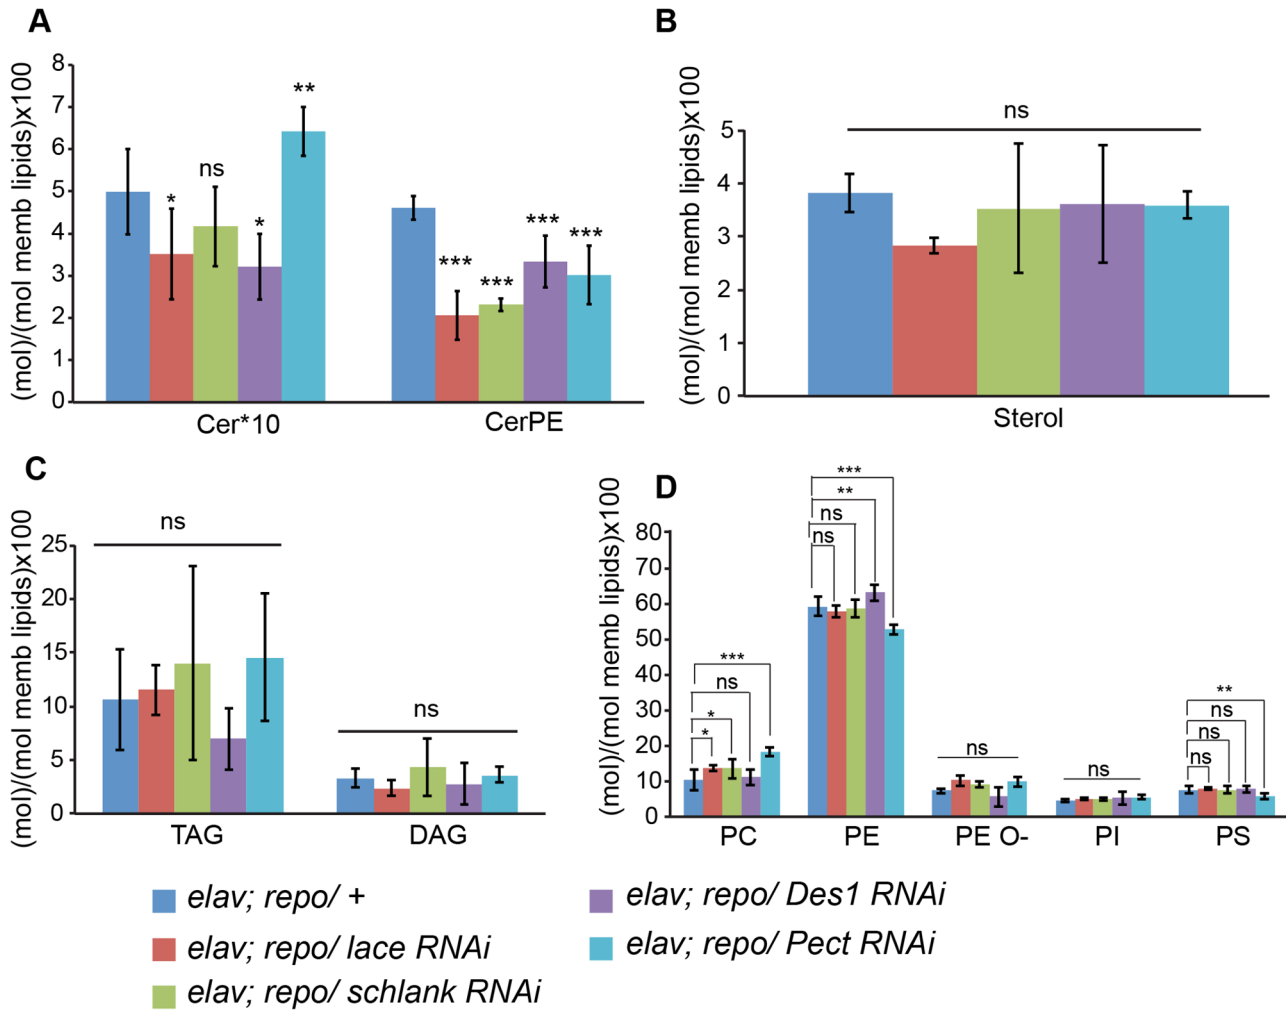 A
(mol)/(mol memb lipids)x100
8
7
6
5
4
3
2
1
0
*
ns
*
**
***
***
***
***
Cer*10
CerPE
B
(mol)/(mol memb lipids)x100
5
4
3
2
1
0
ns
Sterol
C
(mol)/(mol memb lipids)x100
25
20
15
10
5
0
ns
ns
TAG
DAG
D
(mol)/(mol memb lipids)x100
80
70
60
50
40
30
20
10
0
***
ns
*
*
***
**
ns
ns
ns
ns
**
ns
ns
ns
PC
PE
PE O-
PI
PS
elav; repo/ +
elav; repo/ lace RNAi
elav; repo/ schlank RNAi
elav; repo/ Des1 RNAi
elav; repo/ Pect RNAi